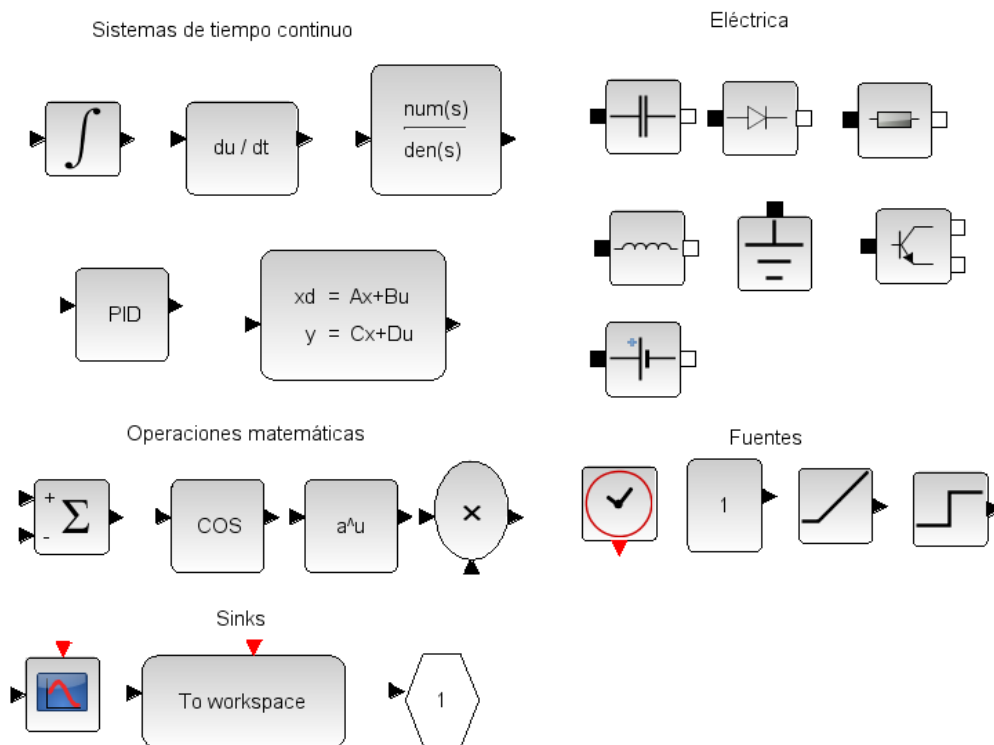 Sistemas de tiempo continuo
Eléctrica
du / dt
num(s)
den(s)
PID
xd = Ax+Bu
y = Cx+Du
+
Operaciones matemáticas
Fuentes
+
-
Σ
COS
a^u
×
1
Sinks
To workspace
1